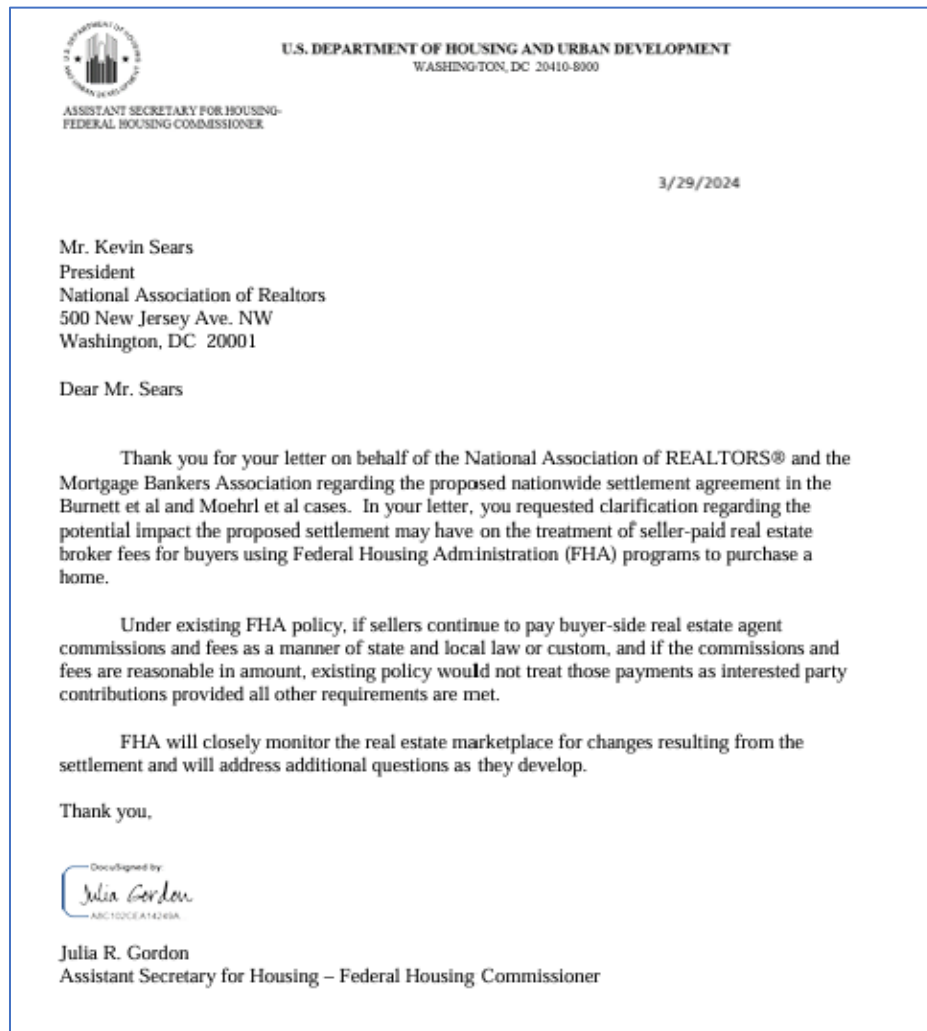 U.S. DEPARTMENT OF HOUSING
AND URBAN DEVELOPMENT
U.S. DEPARTMENT OF HOUSING AND URBAN DEVELOPMENT
WASHINGTON, DC 20410-8000
ASSISTANT SECRETARY FOR HOUSING-
FEDERAL HOUSING COMMISSIONER
3/29/2024
Mr. Kevin Sears
President
National Association of Realtors
500 New Jersey Ave. NW
Washington, DC 20001
Dear Mr. Sears
Thank you for your letter on behalf of the National Association of REALTORS® and the
Mortgage Bankers Association regarding the proposed nationwide settlement agreement in the
Burnett et al and Moehrl et al cases. In your letter, you requested clarification regarding the
potential impact the proposed settlement may have on the treatment of seller-paid real estate
broker fees for buyers using Federal Housing Administration (FHA) programs to purchase a
home.
Under existing FHA policy, if sellers continue to pay buyer-side real estate agent
commissions and fees as a manner of state and local law or custom, and if the commissions and
fees are reasonable in amount, existing policy would not treat those payments as interested party
contributions provided all other requirements are met.
FHA will closely monitor the real estate marketplace for changes resulting from the
settlement and will address additional questions as they develop.
Thank you,
DocuSigned by:
Julia Gordon
Julia R. Gordon
Assistant Secretary for Housing – Federal Housing Commissioner